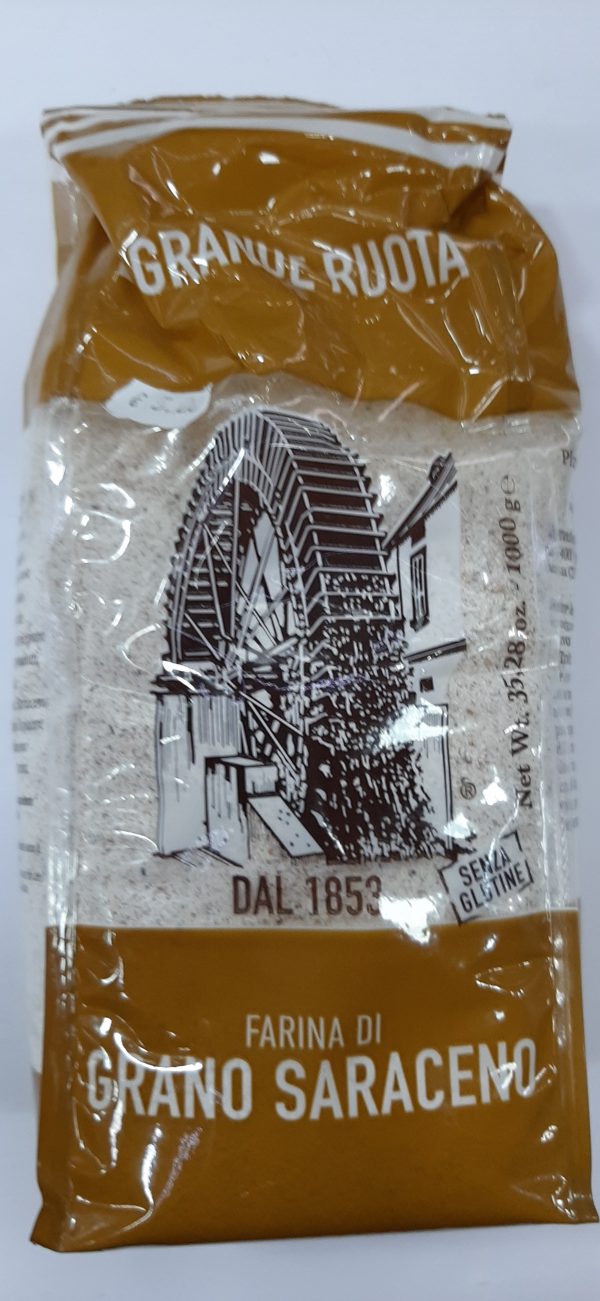 GRANDE RUOTA
Net Wt. 35,28 oz. - 1000 g ℮
DAL 1853
SENZA
GLUTINE
FARINA DI
GRANO SARACENO